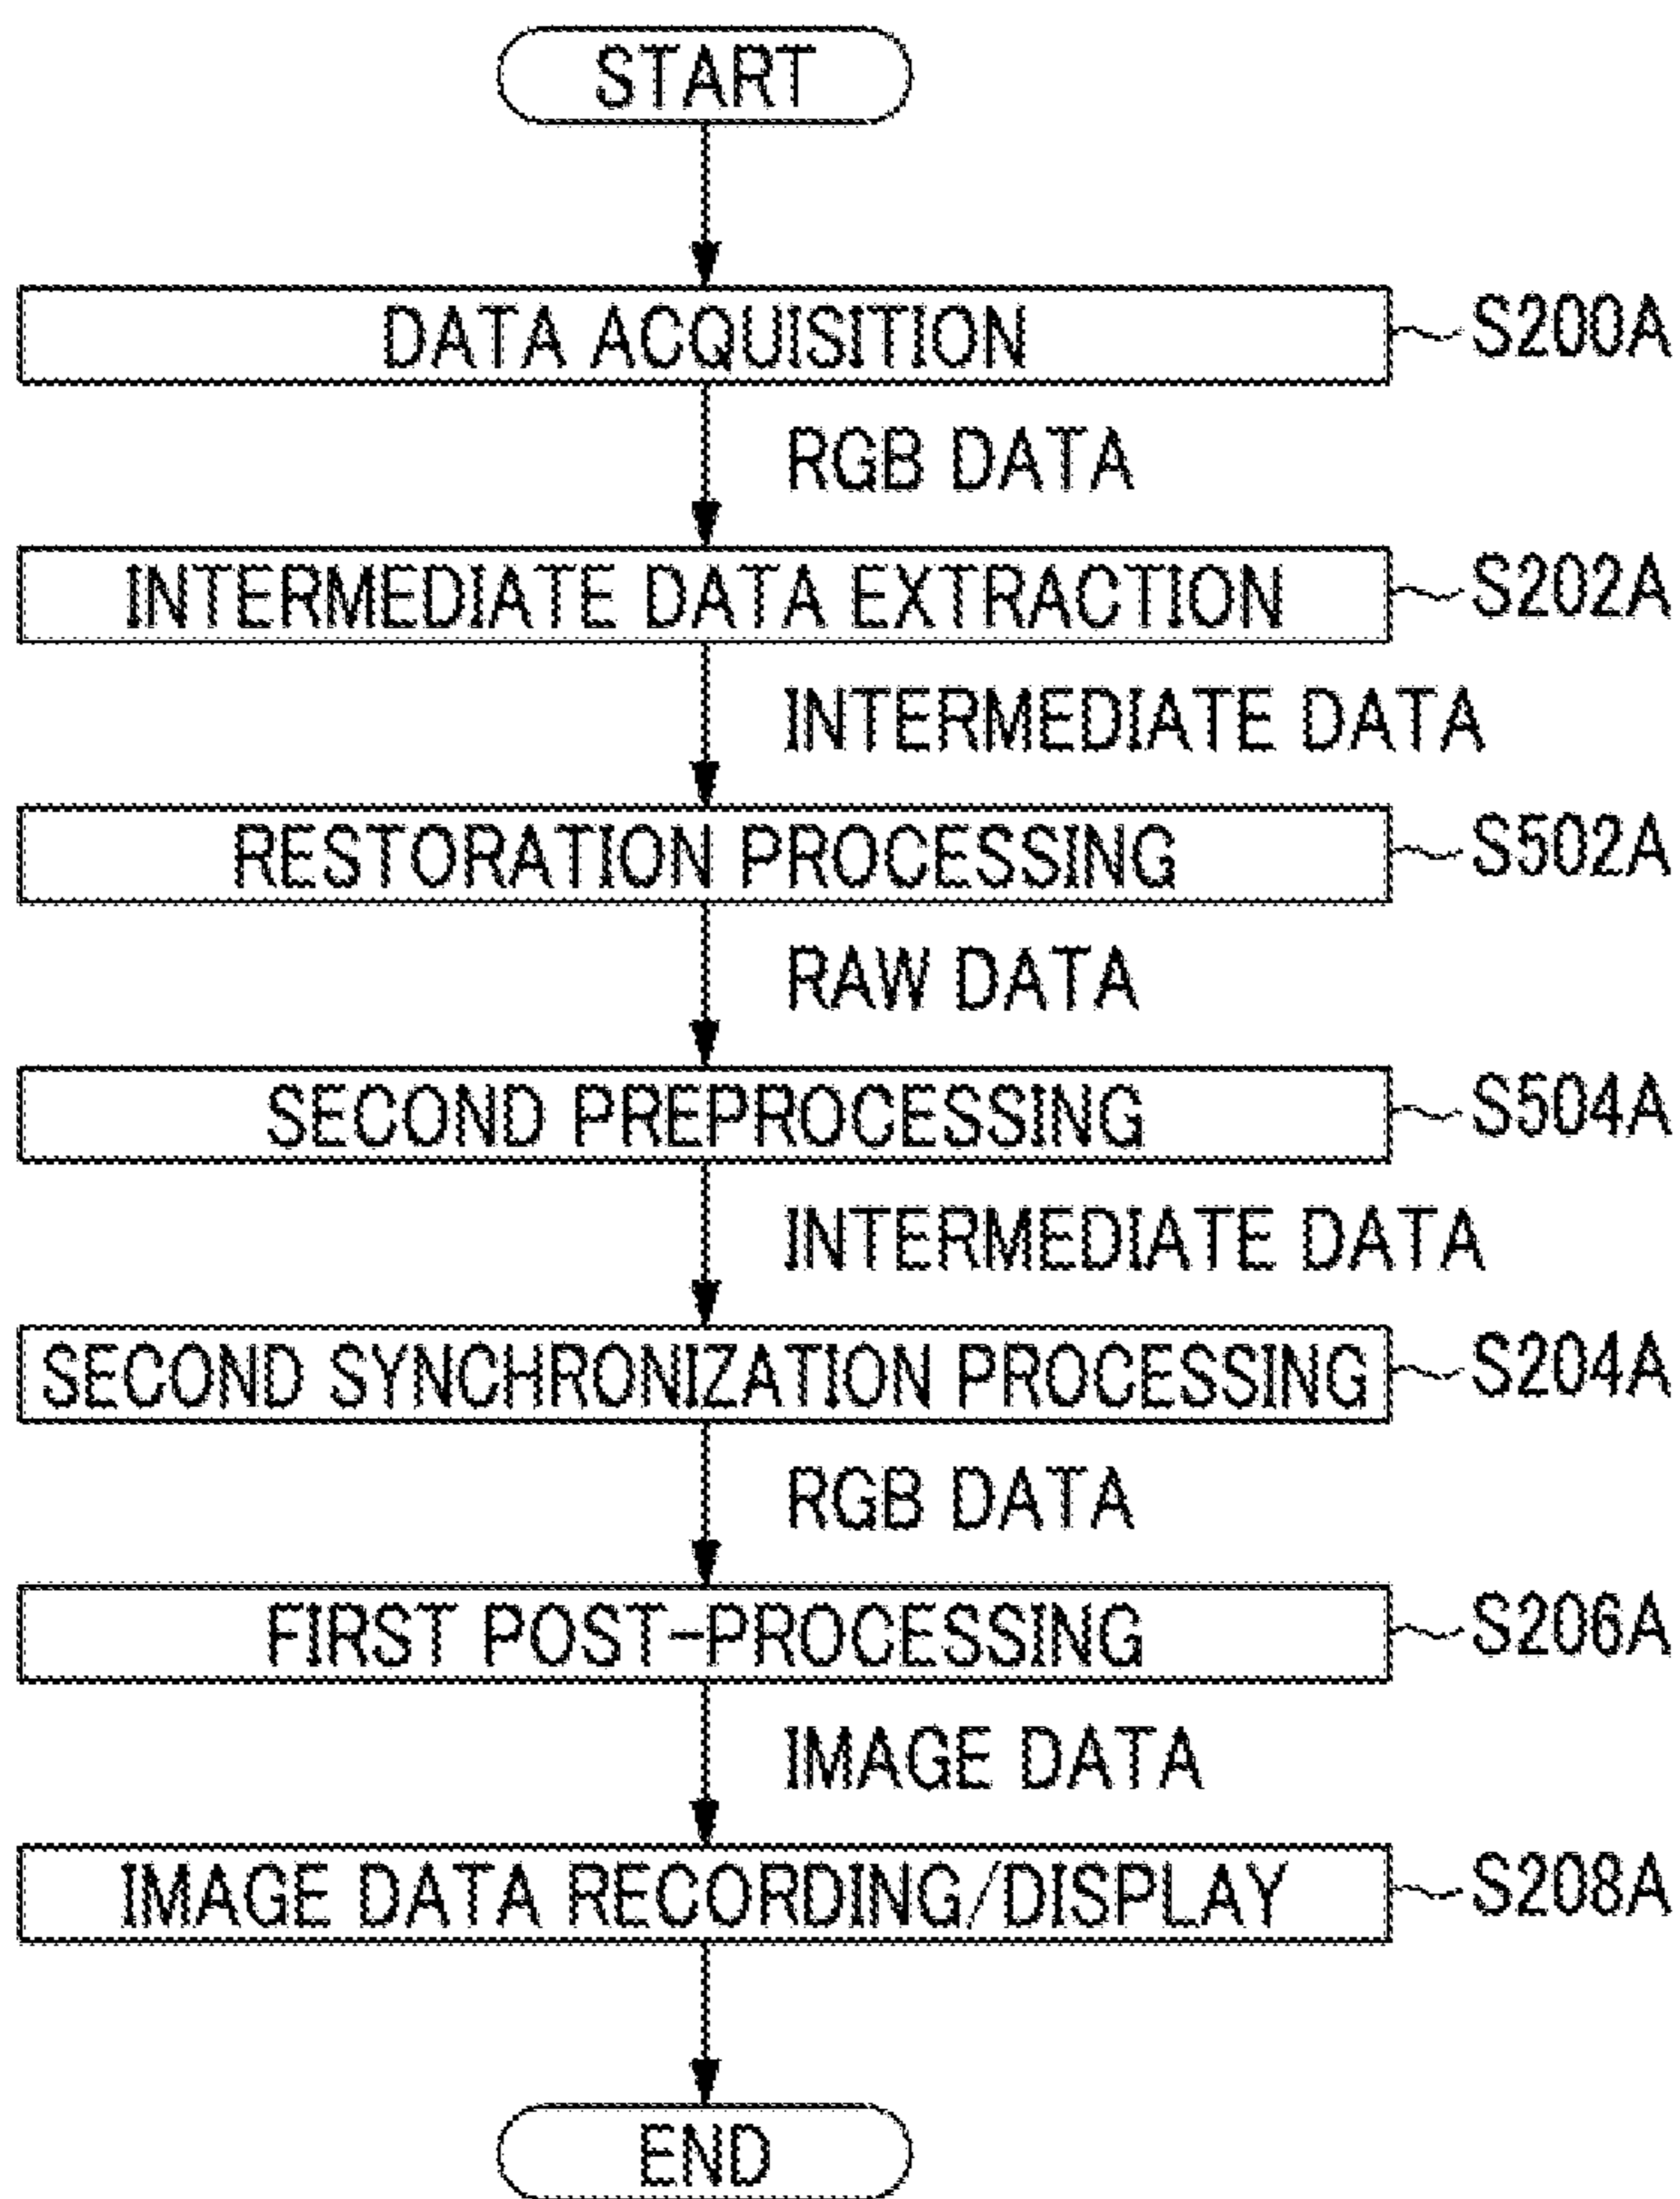 START
DATA ACQUISITION
S200A
RGB DATA
INTERMEDIATE DATA EXTRACTION
S202A
INTERMEDIATE DATA
RESTORATION PROCESSING
S502A
RAW DATA
SECOND PREPROCESSING
S504A
INTERMEDIATE DATA
SECOND SYNCHRONIZATION PROCESSING
S204A
RGB DATA
FIRST POST-PROCESSING
S206A
IMAGE DATA
IMAGE DATA RECORDING/DISPLAY
S208A
END